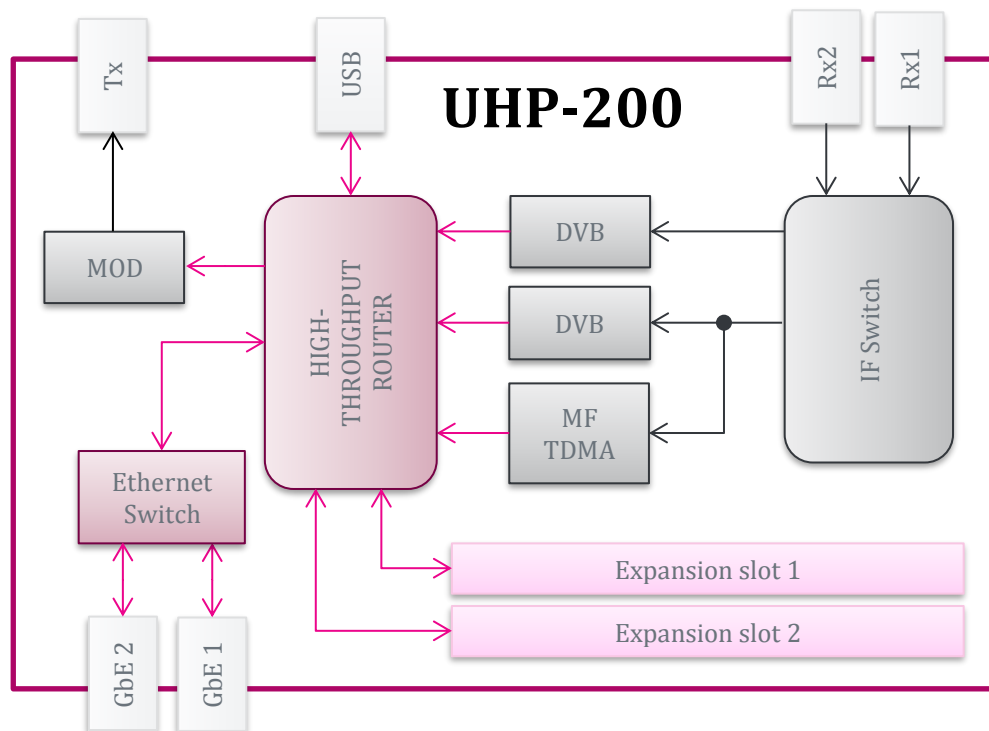 Tx
USB
Rx2
Rx1
UHP-200
MOD
HIGH-
THROUGHPUT
ROUTER
DVB
DVB
MF
TDMA
IF Switch
Ethernet
Switch
Expansion slot 1
Expansion slot 2
GbE 2
GbE 1